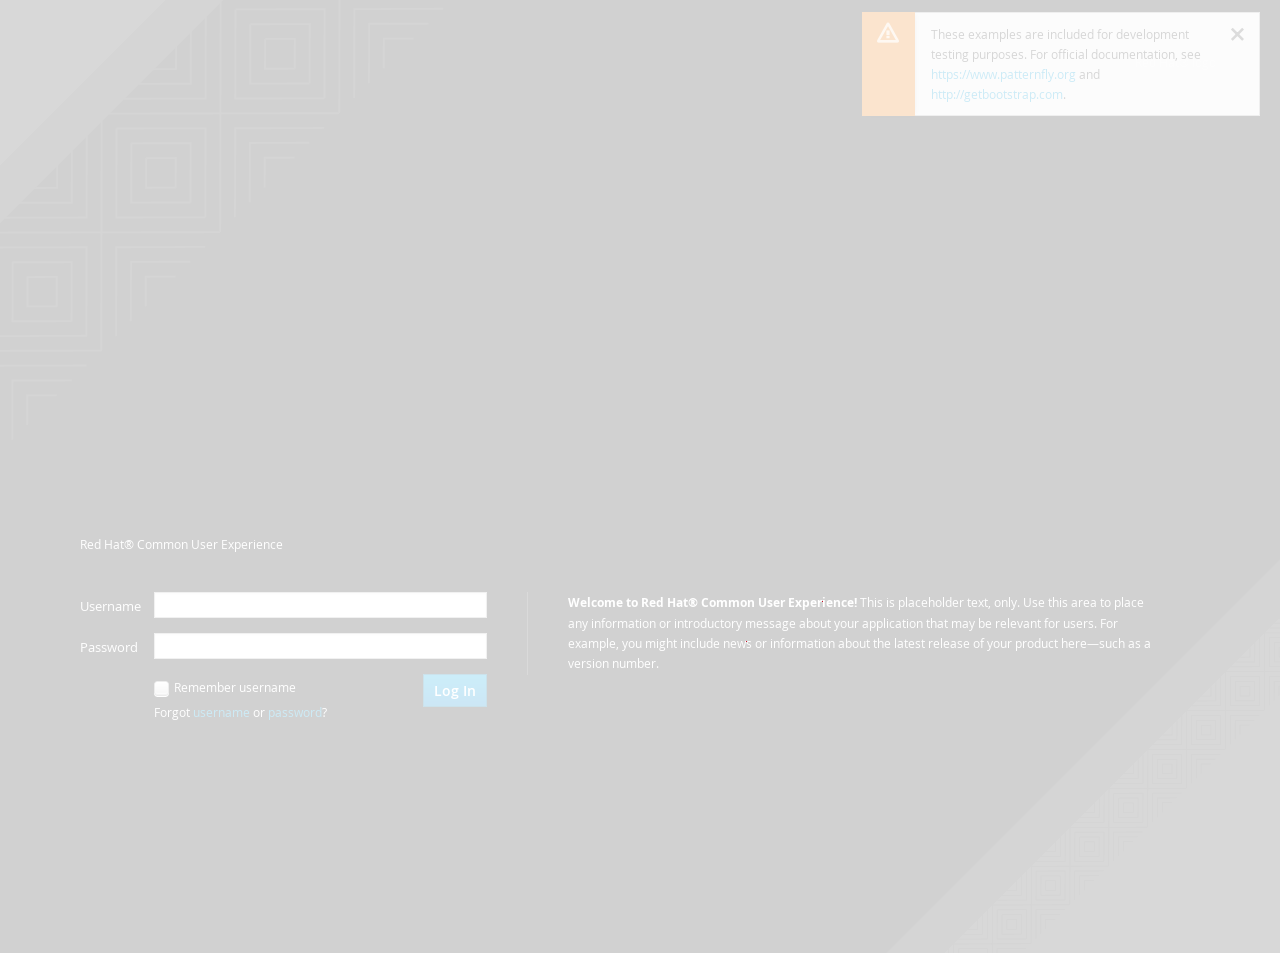 These examples are included for development
testing purposes. For official documentation, see
https://www.patternfly.org and
http://getbootstrap.com.
Red Hat® Common User Experience
Username
Password
Remember username
Log In
Forgot username or password?
Welcome to Red Hat® Common User Experience! This is placeholder text, only. Use this area to place
any information or introductory message about your application that may be relevant for users. For
example, you might include news or information about the latest release of your product here—such as a
version number.